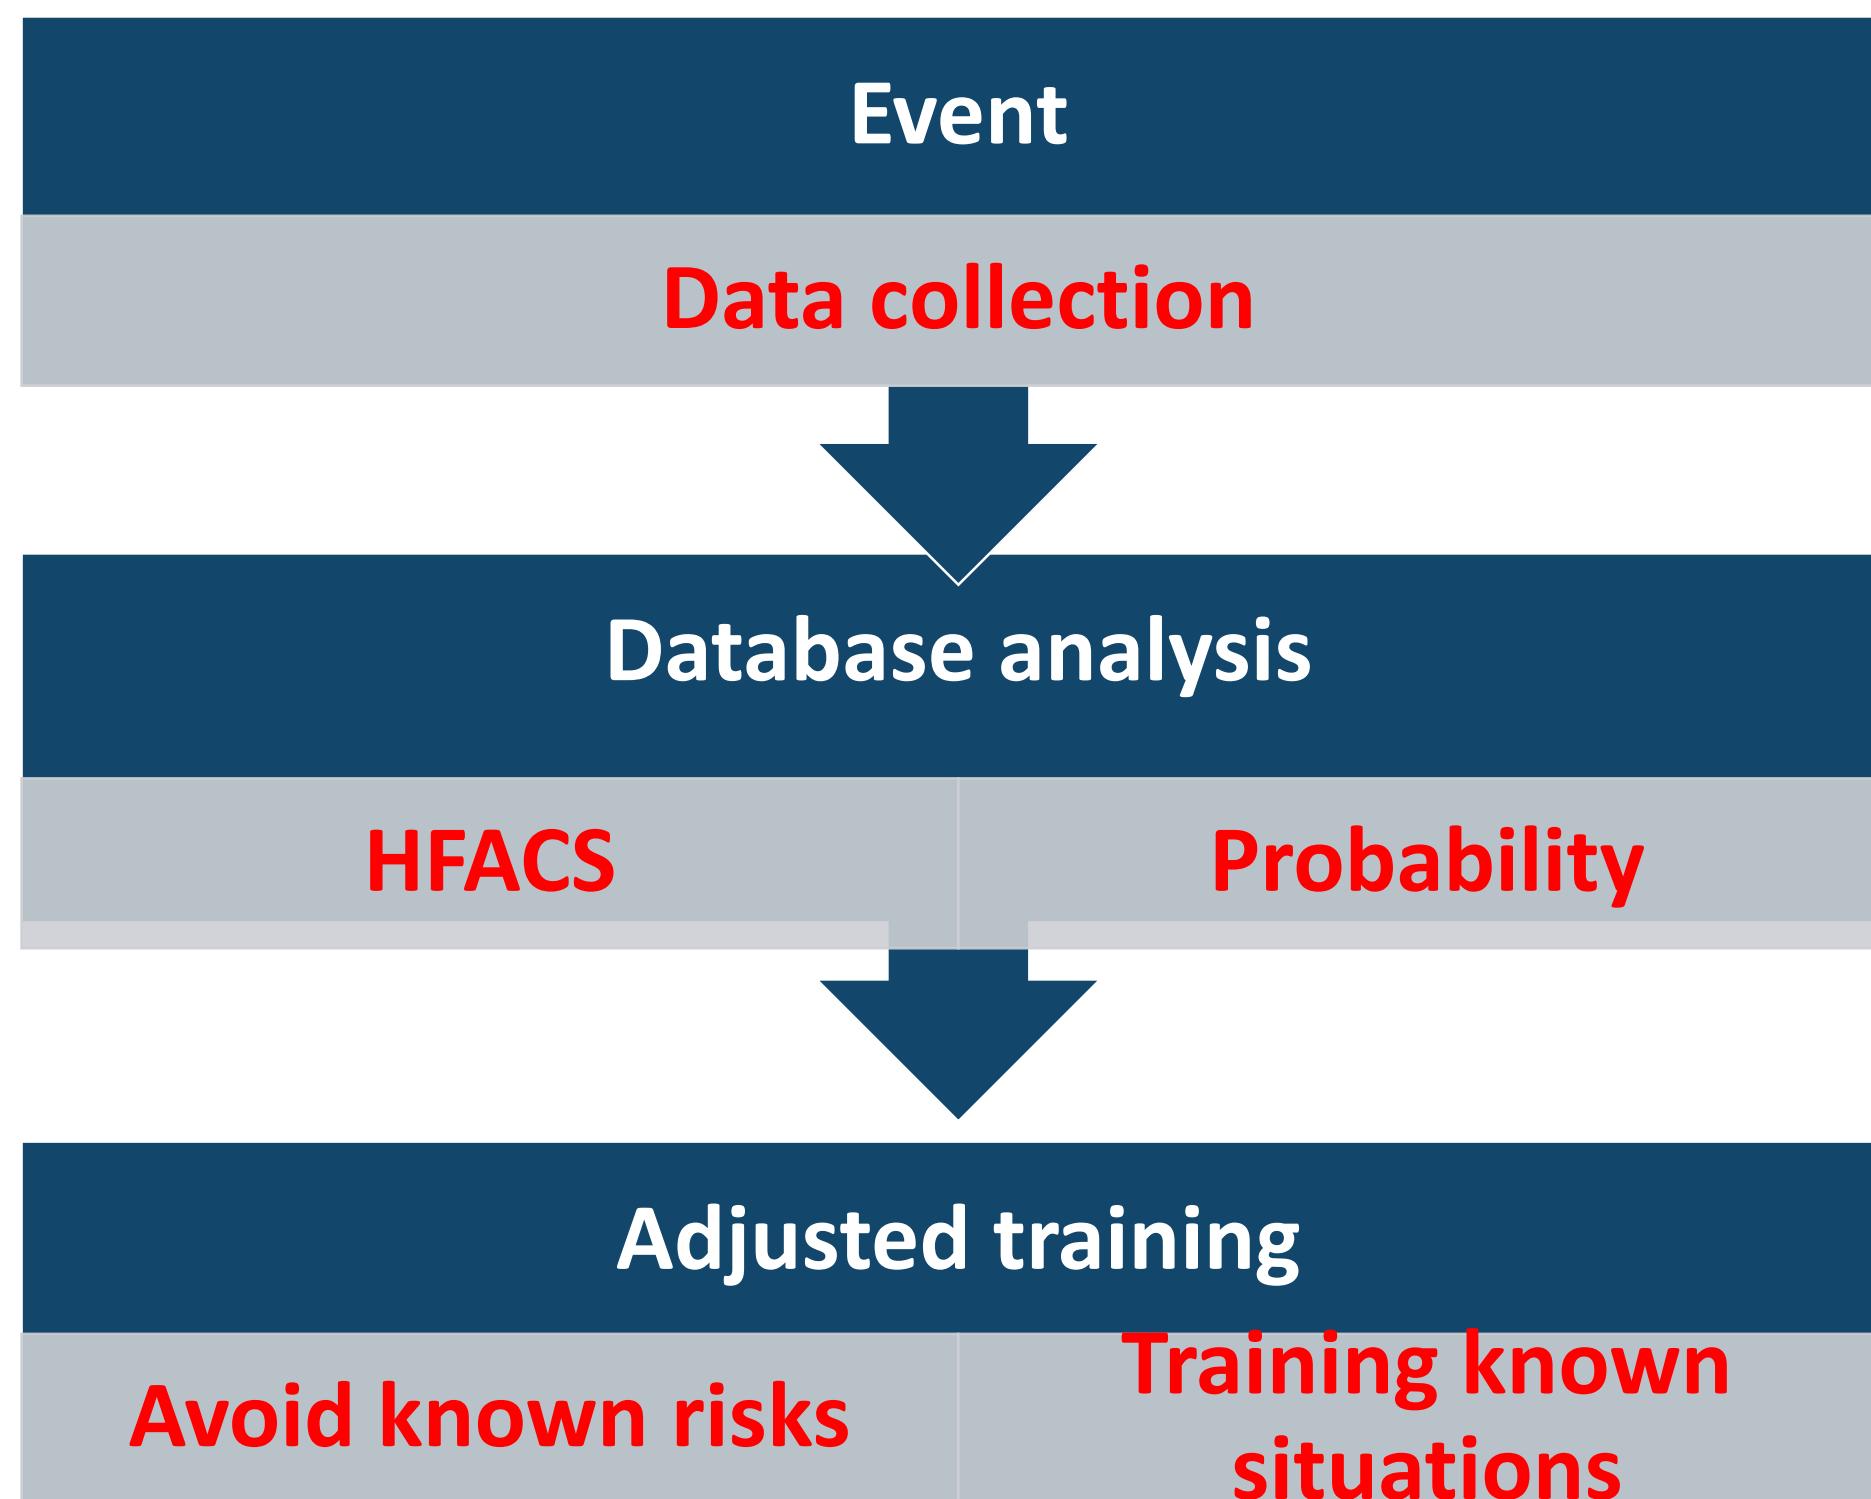 Event
Data collection
Database analysis
HFACS
Probability
Adjusted training
Avoid known risks
Training known
situations